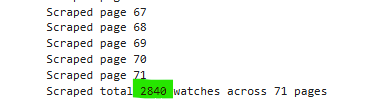 Scraped page 67
Scraped page 68
Scraped page 69
Scraped page 70
Scraped page 71
Scraped total 2840 watches across 71 pages